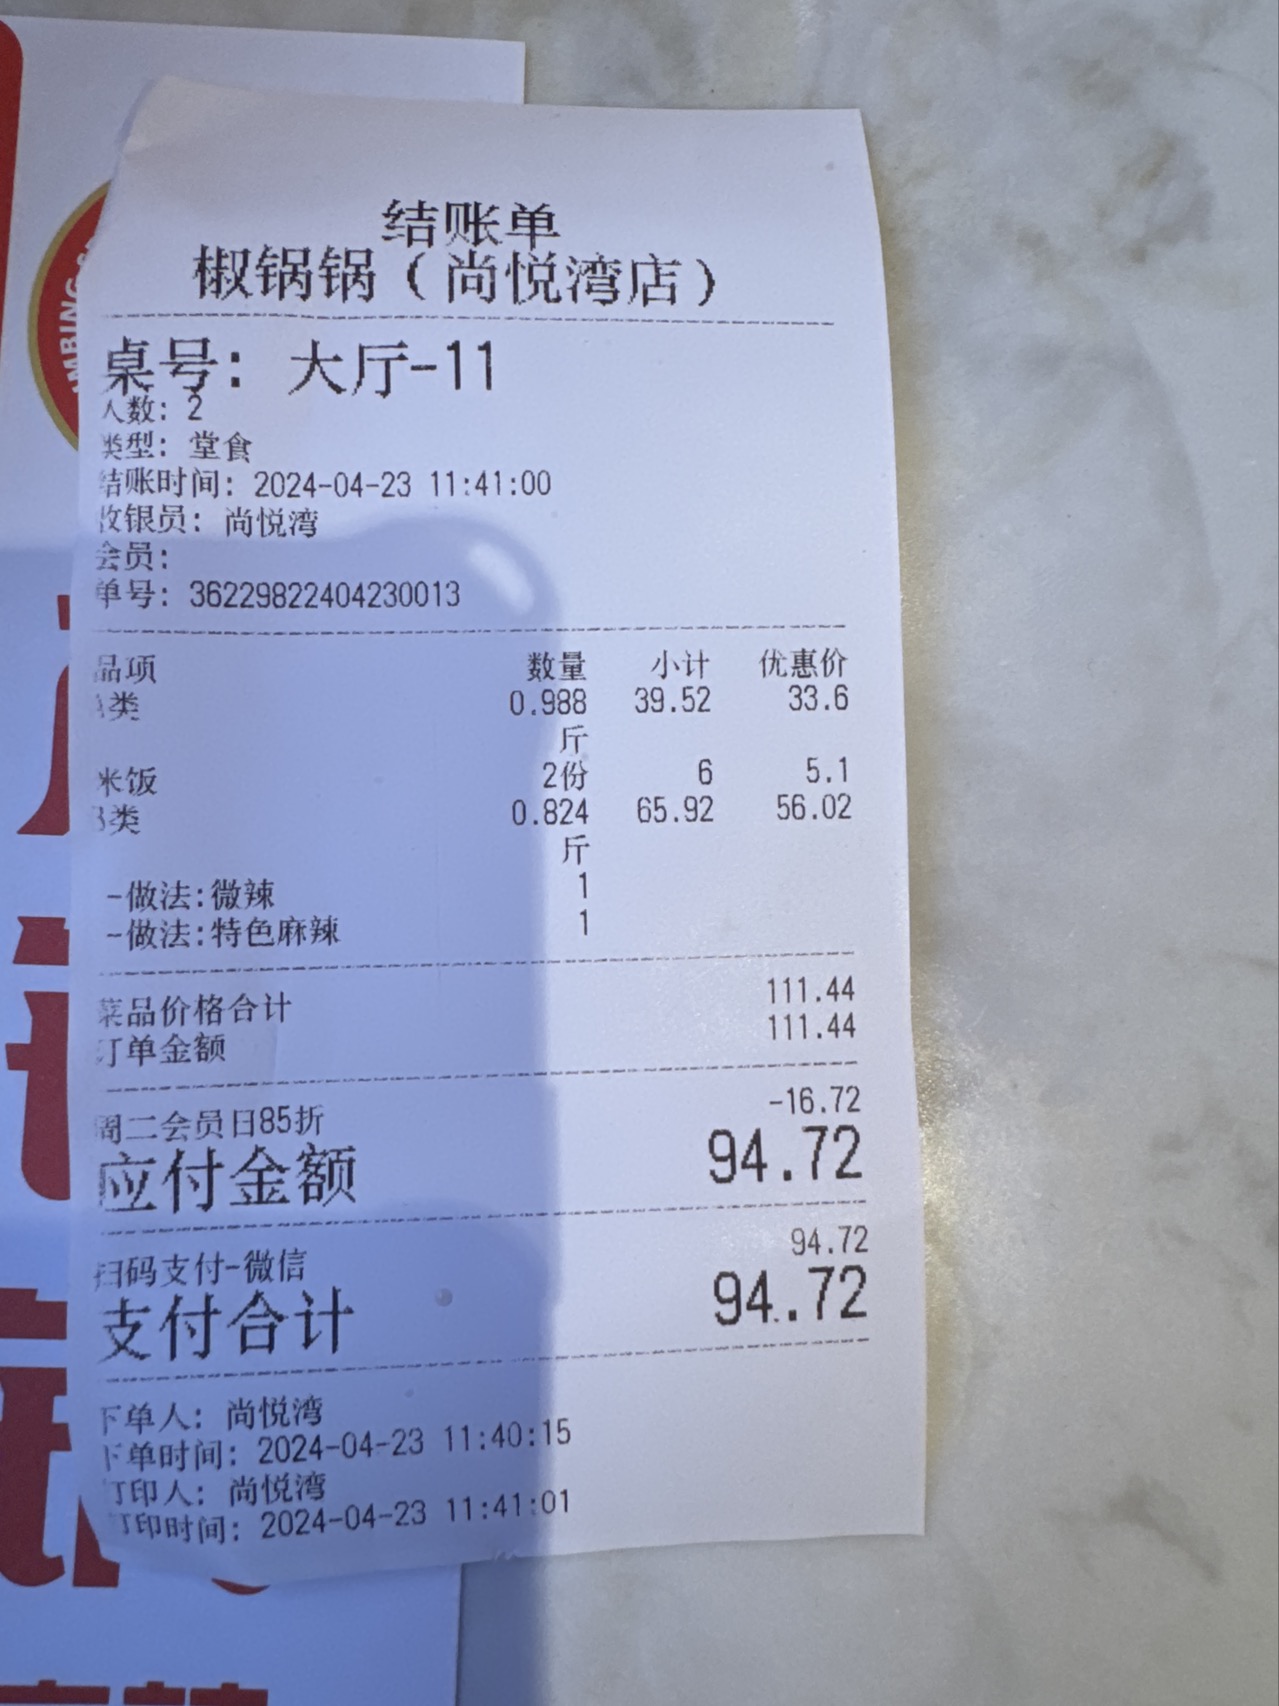 结账单
椒锅锅（尚悦湾店）
桌号：大厅-11
人数：2
类型：堂食
结账时间：2024-04-23 11:41:00
收银员：尚悦湾
会员：
单号：36229822404230013
品项 数量 小计 优惠价
A类 0.988 39.52 33.6
斤
米饭 2份 6 5.1
B类 0.824 65.92 56.02
斤
-做法:微辣 1
-做法:特色麻辣 1
菜品价格合计 111.44
订单金额 111.44
周二会员日85折 -16.72
应付金额 94.72
扫码支付-微信 94.72
支付合计 94.72
下单人：尚悦湾
下单时间：2024-04-23 11:40:15
打印人：尚悦湾
打印时间：2024-04-23 11:41:01